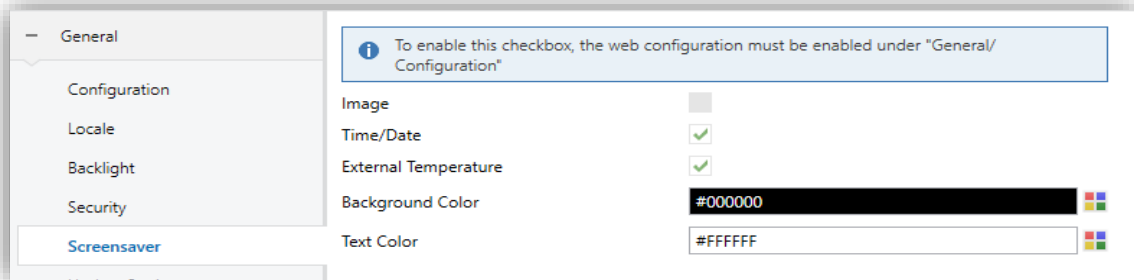 General
Configuration
Locale
Backlight
Security
Screensaver
To enable this checkbox, the web configuration must be enabled under "General/
Configuration"
Image
Time/Date
External Temperature
Background Color
#000000
Text Color
#FFFFFF